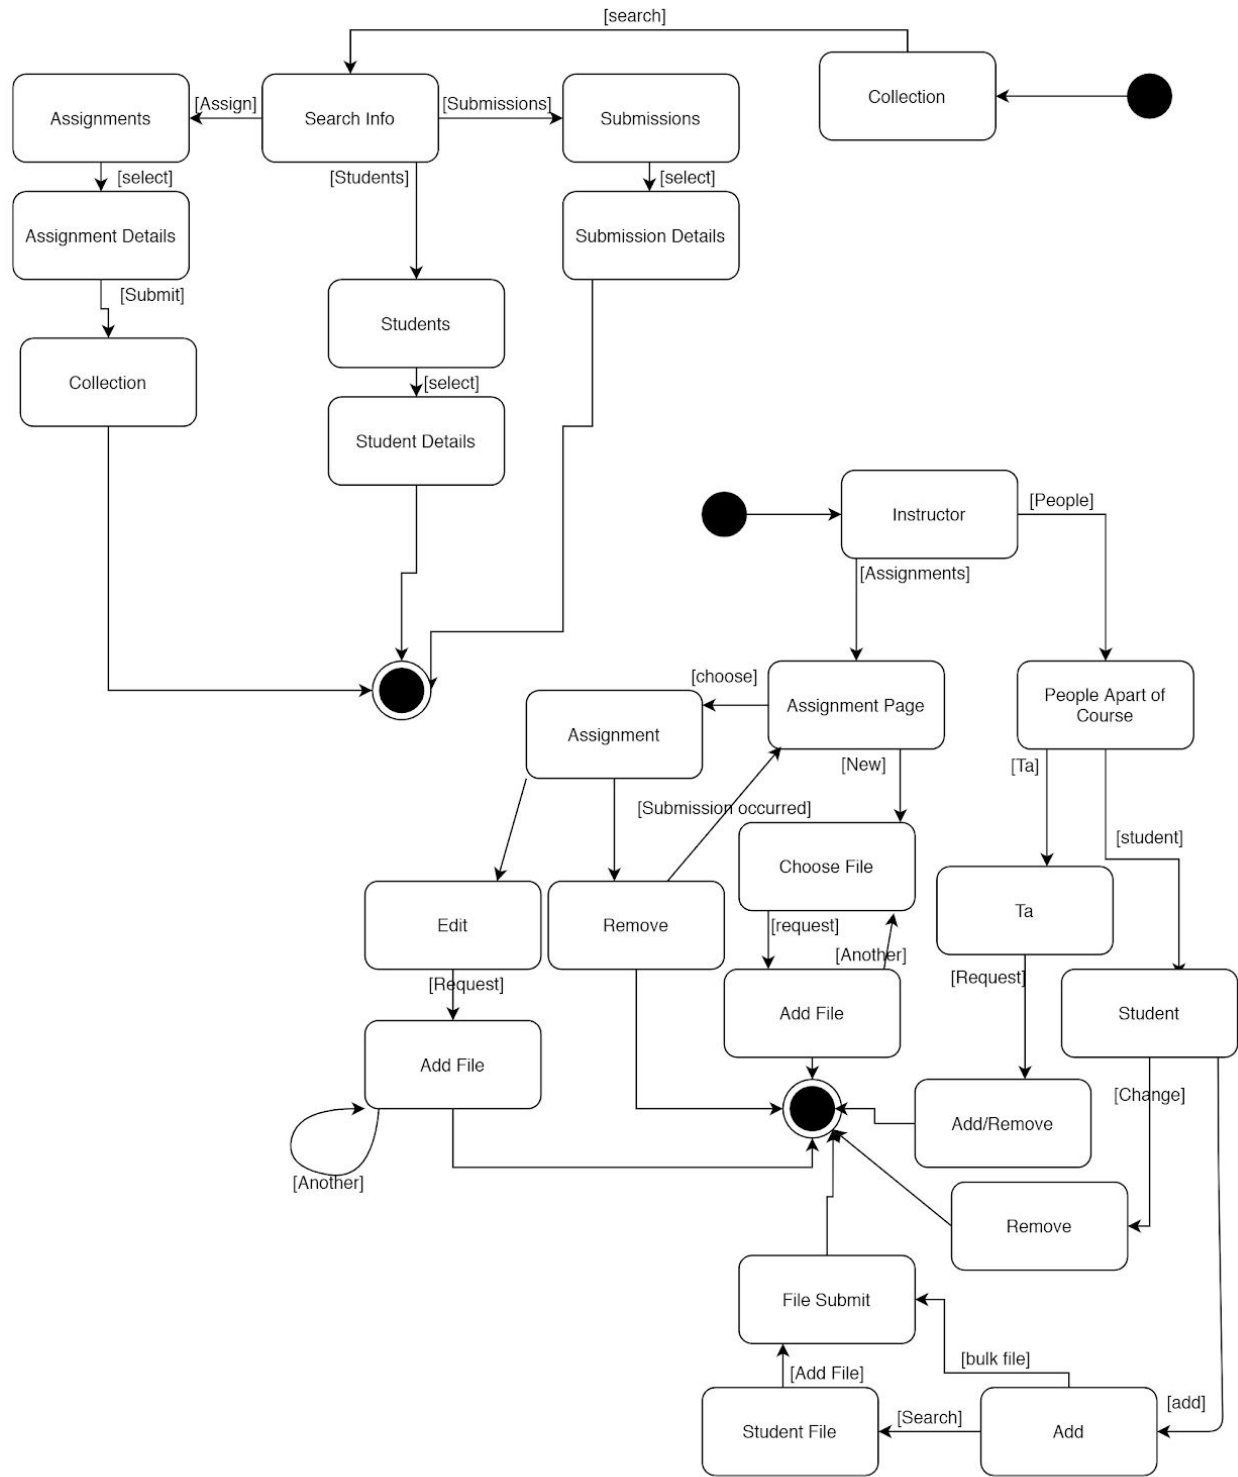 [search]
Collection
Assignments
[Assign]
Search Info
[Submissions]
Submissions
[select]
[Students]
[select]
Assignment Details
Submission Details
[Submit]
Students
Collection
[select]
Student Details
Instructor
[People]
[Assignments]
[choose]
Assignment Page
People Apart of
Course
Assignment
[New]
[Ta]
[Submission occurred]
[student]
Choose File
Edit
Remove
[request]
Ta
[Another]
[Request]
[Request]
Add File
Student
Add File
[Change]
Add/Remove
[Another]
Remove
File Submit
[bulk file]
[Add File]
[add]
Student File
[Search]
Add